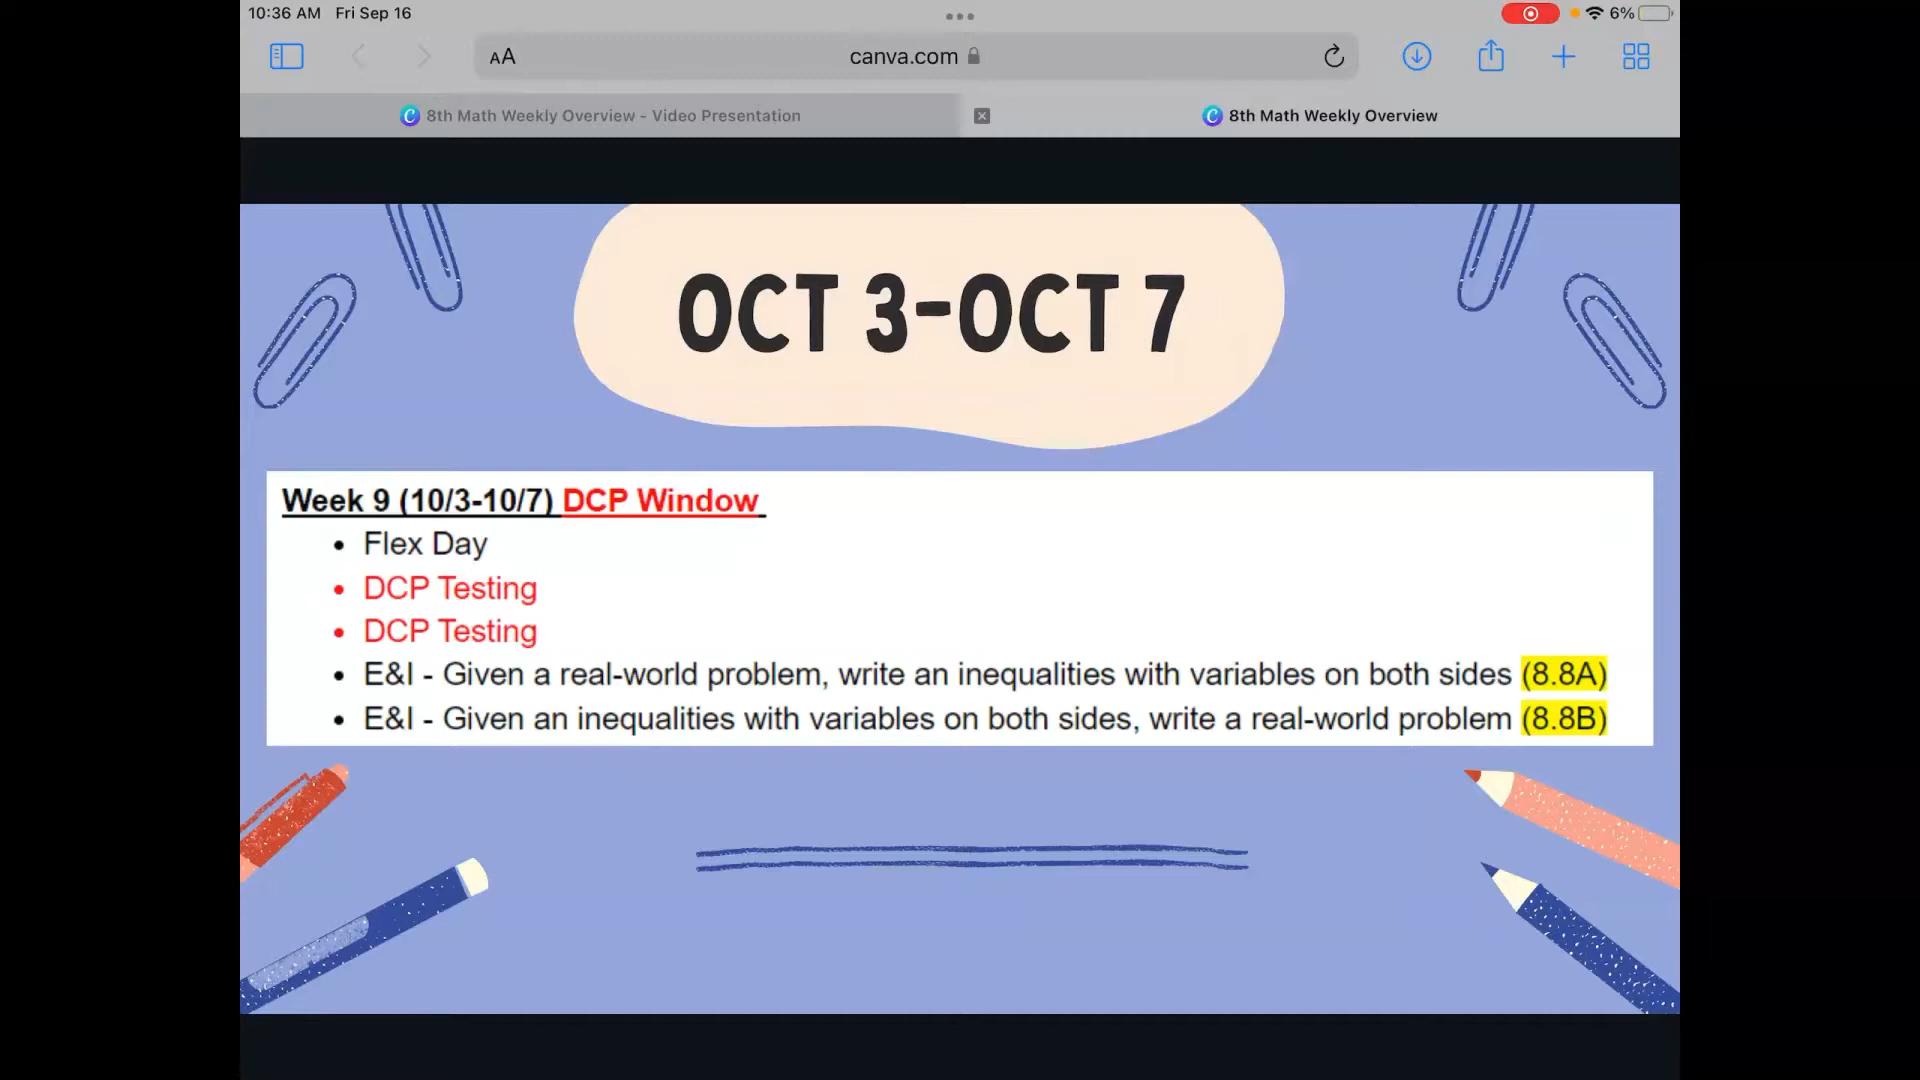 10:36 AM Fri Sep 16
6%
AA canva.com
8th Math Weekly Overview - Video Presentation
8th Math Weekly Overview
OCT 3-OCT 7
Week 9 (10/3-10/7) DCP Window
• Flex Day
• DCP Testing
• DCP Testing
• E&I - Given a real-world problem, write an inequalities with variables on both sides (8.8A)
• E&I - Given an inequalities with variables on both sides, write a real-world problem (8.8B)